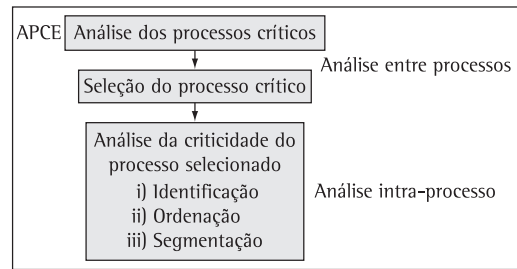 APCE
Análise dos processos críticos
Análise entre processos
Seleção do processo crítico
Análise da criticidade do
processo selecionado
i) Identificação
ii) Ordenação
iii) Segmentação
Análise intra-processo